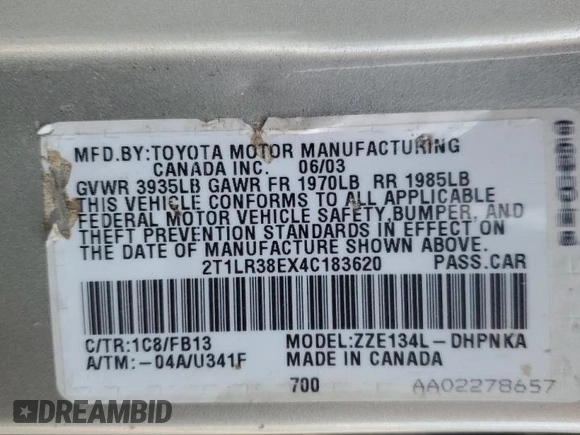 MFD.BY:TOYOTA MOTOR MANUFACTURING
CANADA INC. 06/03
GVWR 3935LB GAWR FR 1970LB RR 1985LB
THIS VEHICLE CONFORMS TO ALL APPLICABLE
FEDERAL MOTOR VEHICLE SAFETY,BUMPER, AND
THEFT PREVENTION STANDARDS IN EFFECT ON
THE DATE OF MANUFACTURE SHOWN ABOVE.
2T1LR38EX4C183620 PASS.CAR
C/TR:1C8/FB13 MODEL:ZZE134L-DHPNKA
A/TM:-04A/U341F MADE IN CANADA
700 AA02278657
DREAMBID